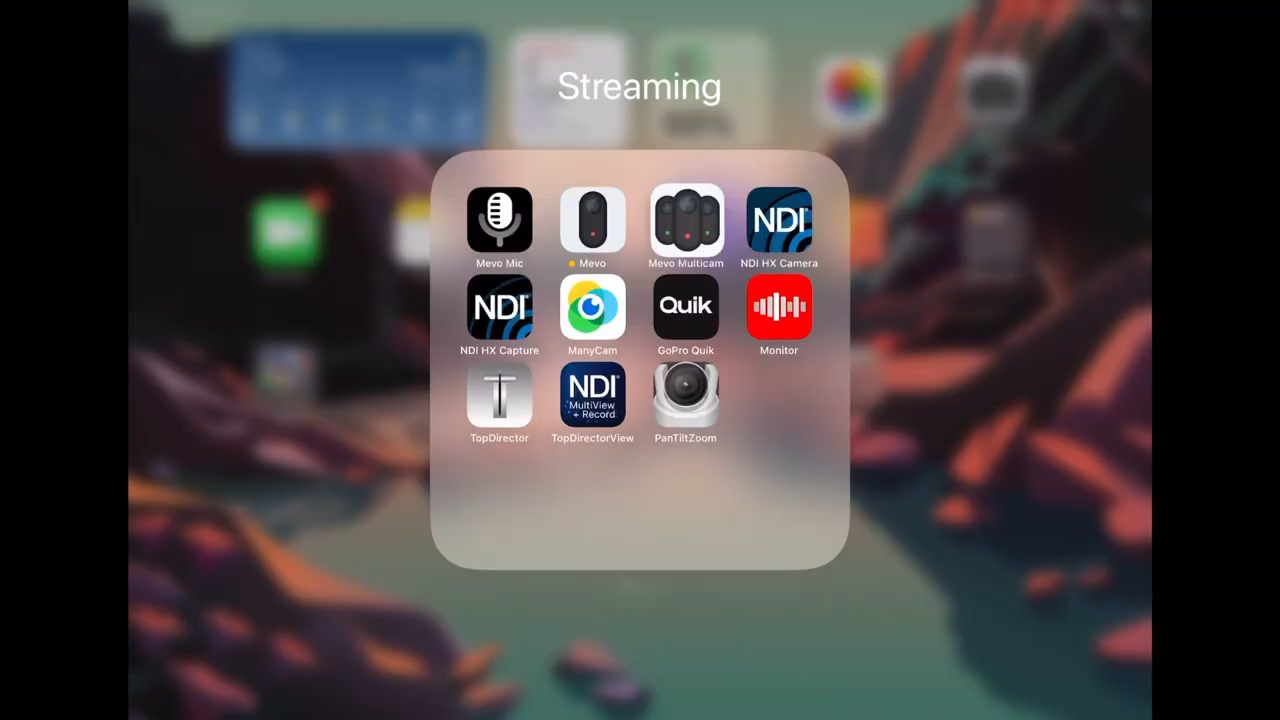 Streaming
Mevo Mic
Mevo
Mevo Multicam
NDI
NDI HX Camera
NDI
NDI HX Capture
ManyCam
Quik
GoPro Quik
Monitor
T
TopDirector
NDI
MultiView
+ Record
TopDirectorView
PanTiltZoom